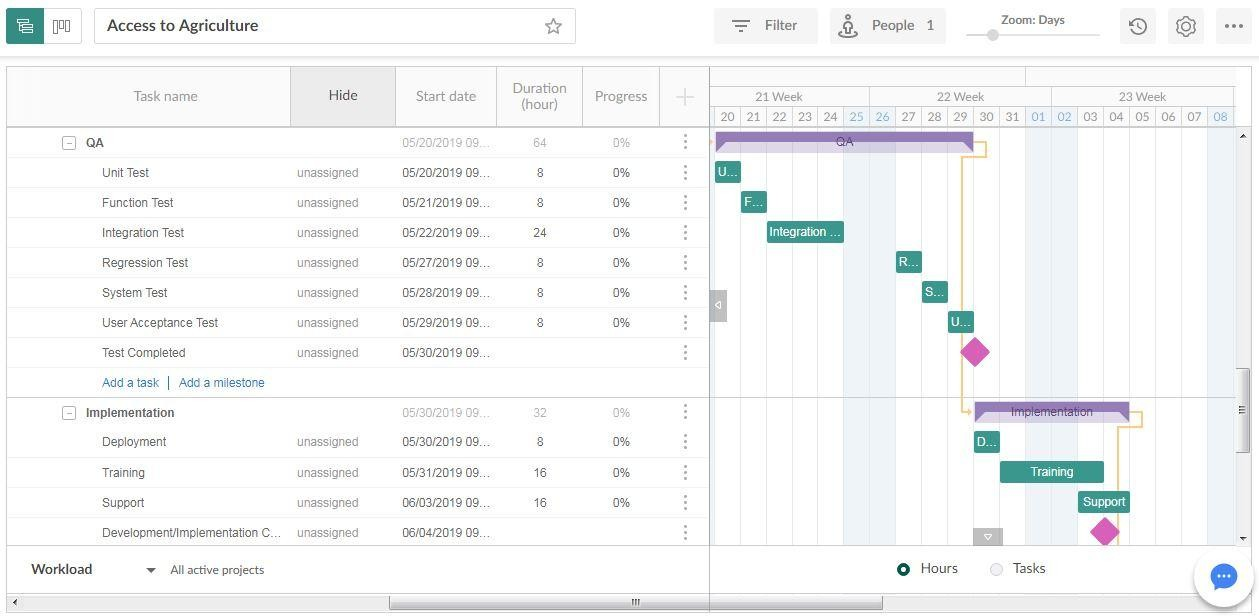 Access to Agriculture
Filter
People 1
Zoom: Days
Task name
Hide
Start date
Duration (hour)
Progress
21 Week 22 Week 23 Week
20 21 22 23 24 25 26 27 28 29 30 31 01 02 03 04 05 06 07 08
QA 05/20/2019 09... 64 0% QA
Unit Test unassigned 05/20/2019 09... 8 0% U...
Function Test unassigned 05/21/2019 09... 8 0% F...
Integration Test unassigned 05/22/2019 09... 24 0% Integration ...
Regression Test unassigned 05/27/2019 09... 8 0% R...
System Test unassigned 05/28/2019 09... 8 0% S...
User Acceptance Test unassigned 05/29/2019 09... 8 0% U...
Test Completed unassigned 05/30/2019 09...
Add a task | Add a milestone
Implementation 05/30/2019 09... 32 0% Implementation
Deployment unassigned 05/30/2019 09... 8 0% D...
Training unassigned 05/31/2019 09... 16 0% Training
Support unassigned 06/03/2019 09... 16 0% Support
Development/Implementation C... unassigned 06/04/2019 09...
Workload All active projects Hours Tasks